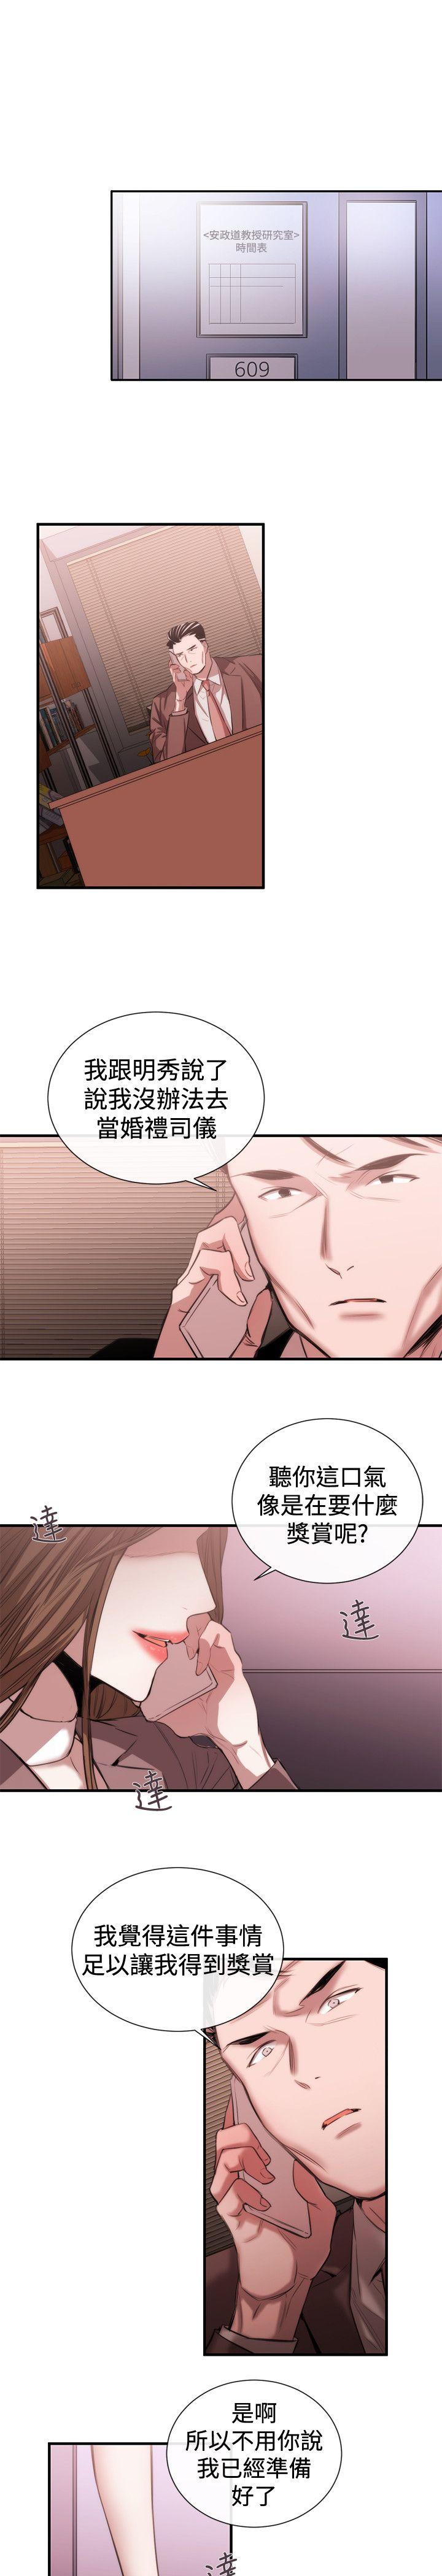 <安政道教授研究室>
時間表
609
我跟明秀說了
說我沒辦法去
當婚禮司儀
聽你這口氣
像是在要什麼
獎賞呢?
達
達
達
我覺得這件事情
足以讓我得到獎賞
是啊
所以不用你說
我已經準備
好了
達